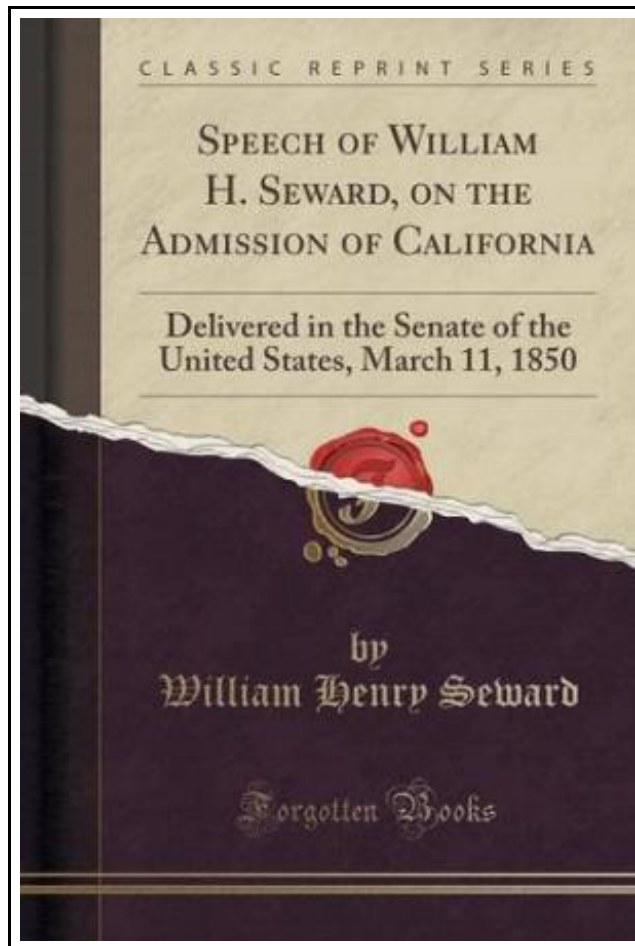 CLASSIC REPRINT SERIES
SPEECH OF WILLIAM
H. SEWARD, ON THE
ADMISSION OF CALIFORNIA
Delivered in the Senate of the
United States, March 11, 1850
F
by
William Henry Seward
Forgotten Books